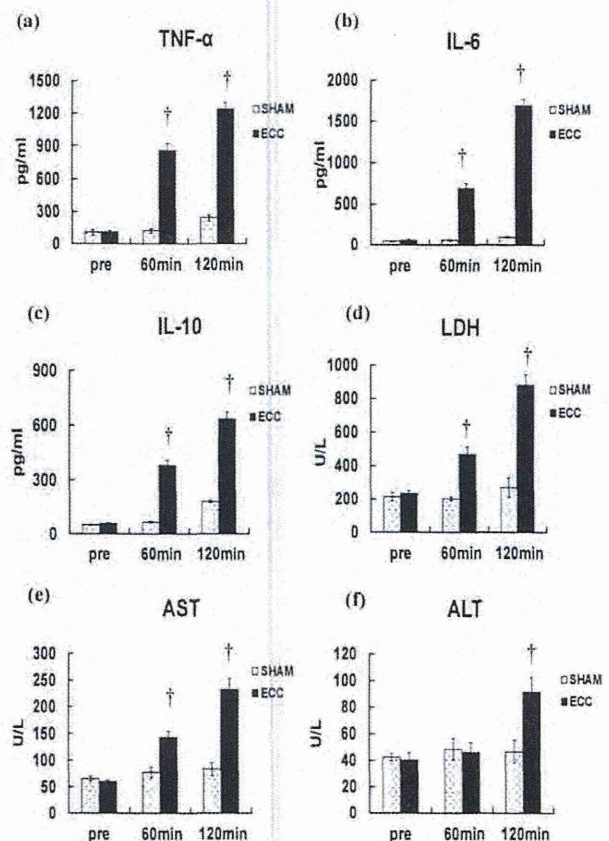 (a)
TNF-α
1500
1200
900
600
300
0
pg/ml
†
†
SHAM
ECC
pre 60min 120min
(b)
IL-6
2000
1500
1000
500
0
pg/ml
†
†
SHAM
ECC
pre 60min 120min
(c)
IL-10
900
600
300
0
pg/ml
†
†
SHAM
ECC
pre 60min 120min
(d)
LDH
1000
800
600
400
200
0
U/L
†
†
SHAM
ECC
pre 60min 120min
(e)
AST
300
250
200
150
100
50
0
U/L
†
†
SHAM
ECC
pre 60min 120min
(f)
ALT
120
100
80
60
40
20
0
U/L
†
SHAM
ECC
pre 60min 120min